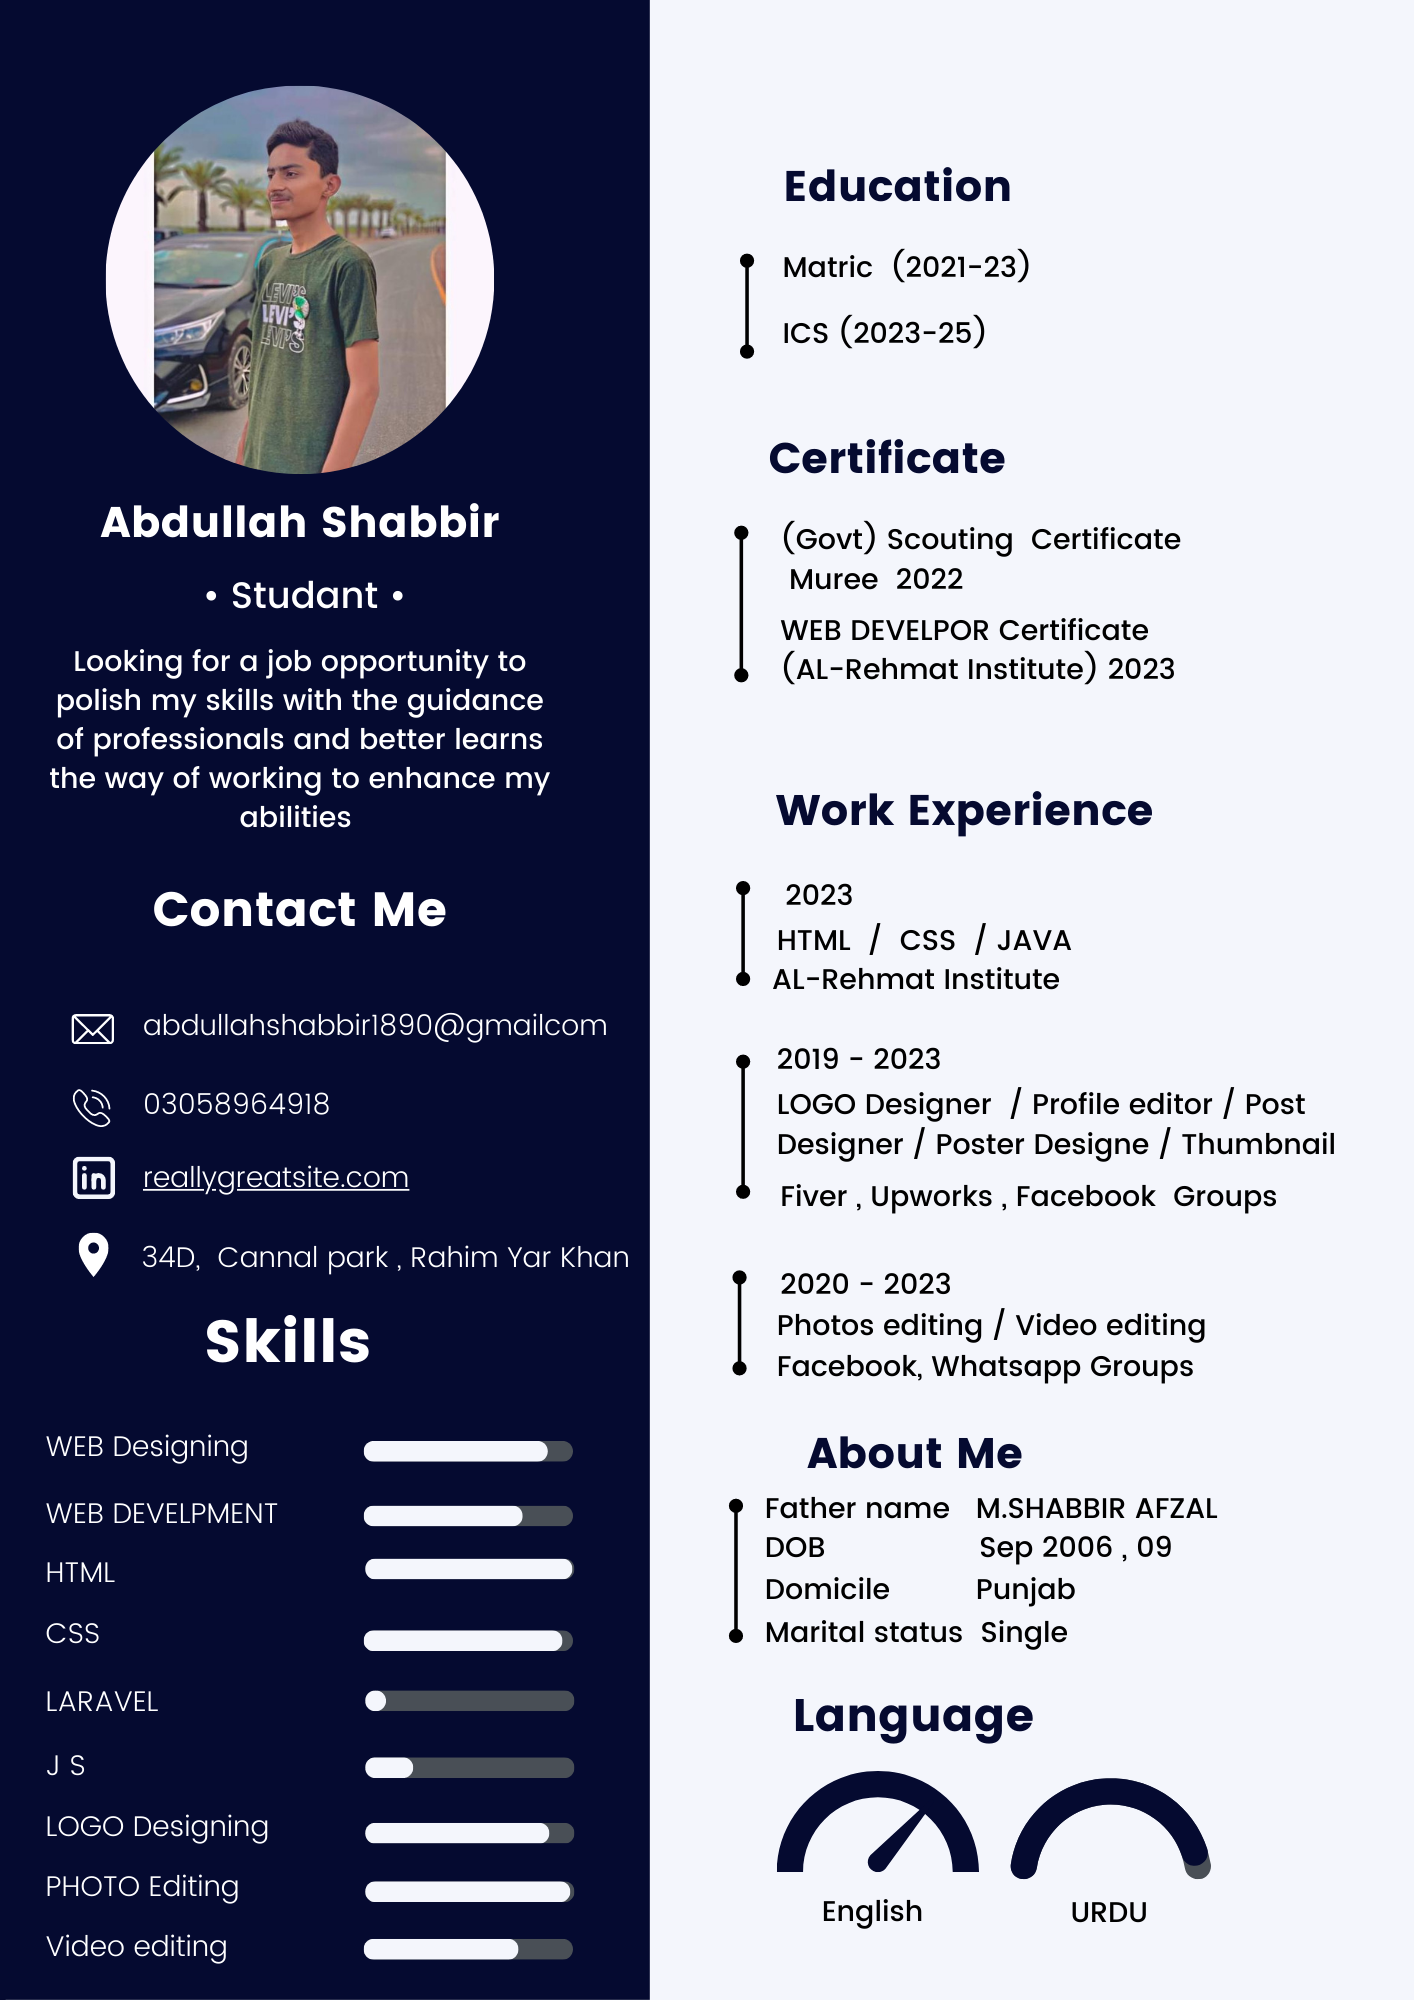 LEVI'S
LEVI'S
LEVI'S
Abdullah Shabbir
• Studant •
Looking for a job opportunity to
polish my skills with the guidance
of professionals and better learns
the way of working to enhance my
abilities
Contact Me
abdullahshabbir1890@gmailcom
03058964918
in
reallygreatsite.com
34D, Cannal park , Rahim Yar Khan
Skills
WEB Designing
WEB DEVELPMENT
HTML
CSS
LARAVEL
J S
LOGO Designing
PHOTO Editing
Video editing
Education
Matric (2021-23)
ICS (2023-25)
Certificate
(Govt) Scouting Certificate
Muree 2022
WEB DEVELPOR Certificate
(AL-Rehmat Institute) 2023
Work Experience
2023
HTML / CSS / JAVA
AL-Rehmat Institute
2019 - 2023
LOGO Designer / Profile editor / Post
Designer / Poster Designe / Thumbnail
Fiver , Upworks , Facebook Groups
2020 - 2023
Photos editing / Video editing
Facebook, Whatsapp Groups
About Me
Father name M.SHABBIR AFZAL
DOB Sep 2006 , 09
Domicile Punjab
Marital status Single
Language
English
URDU